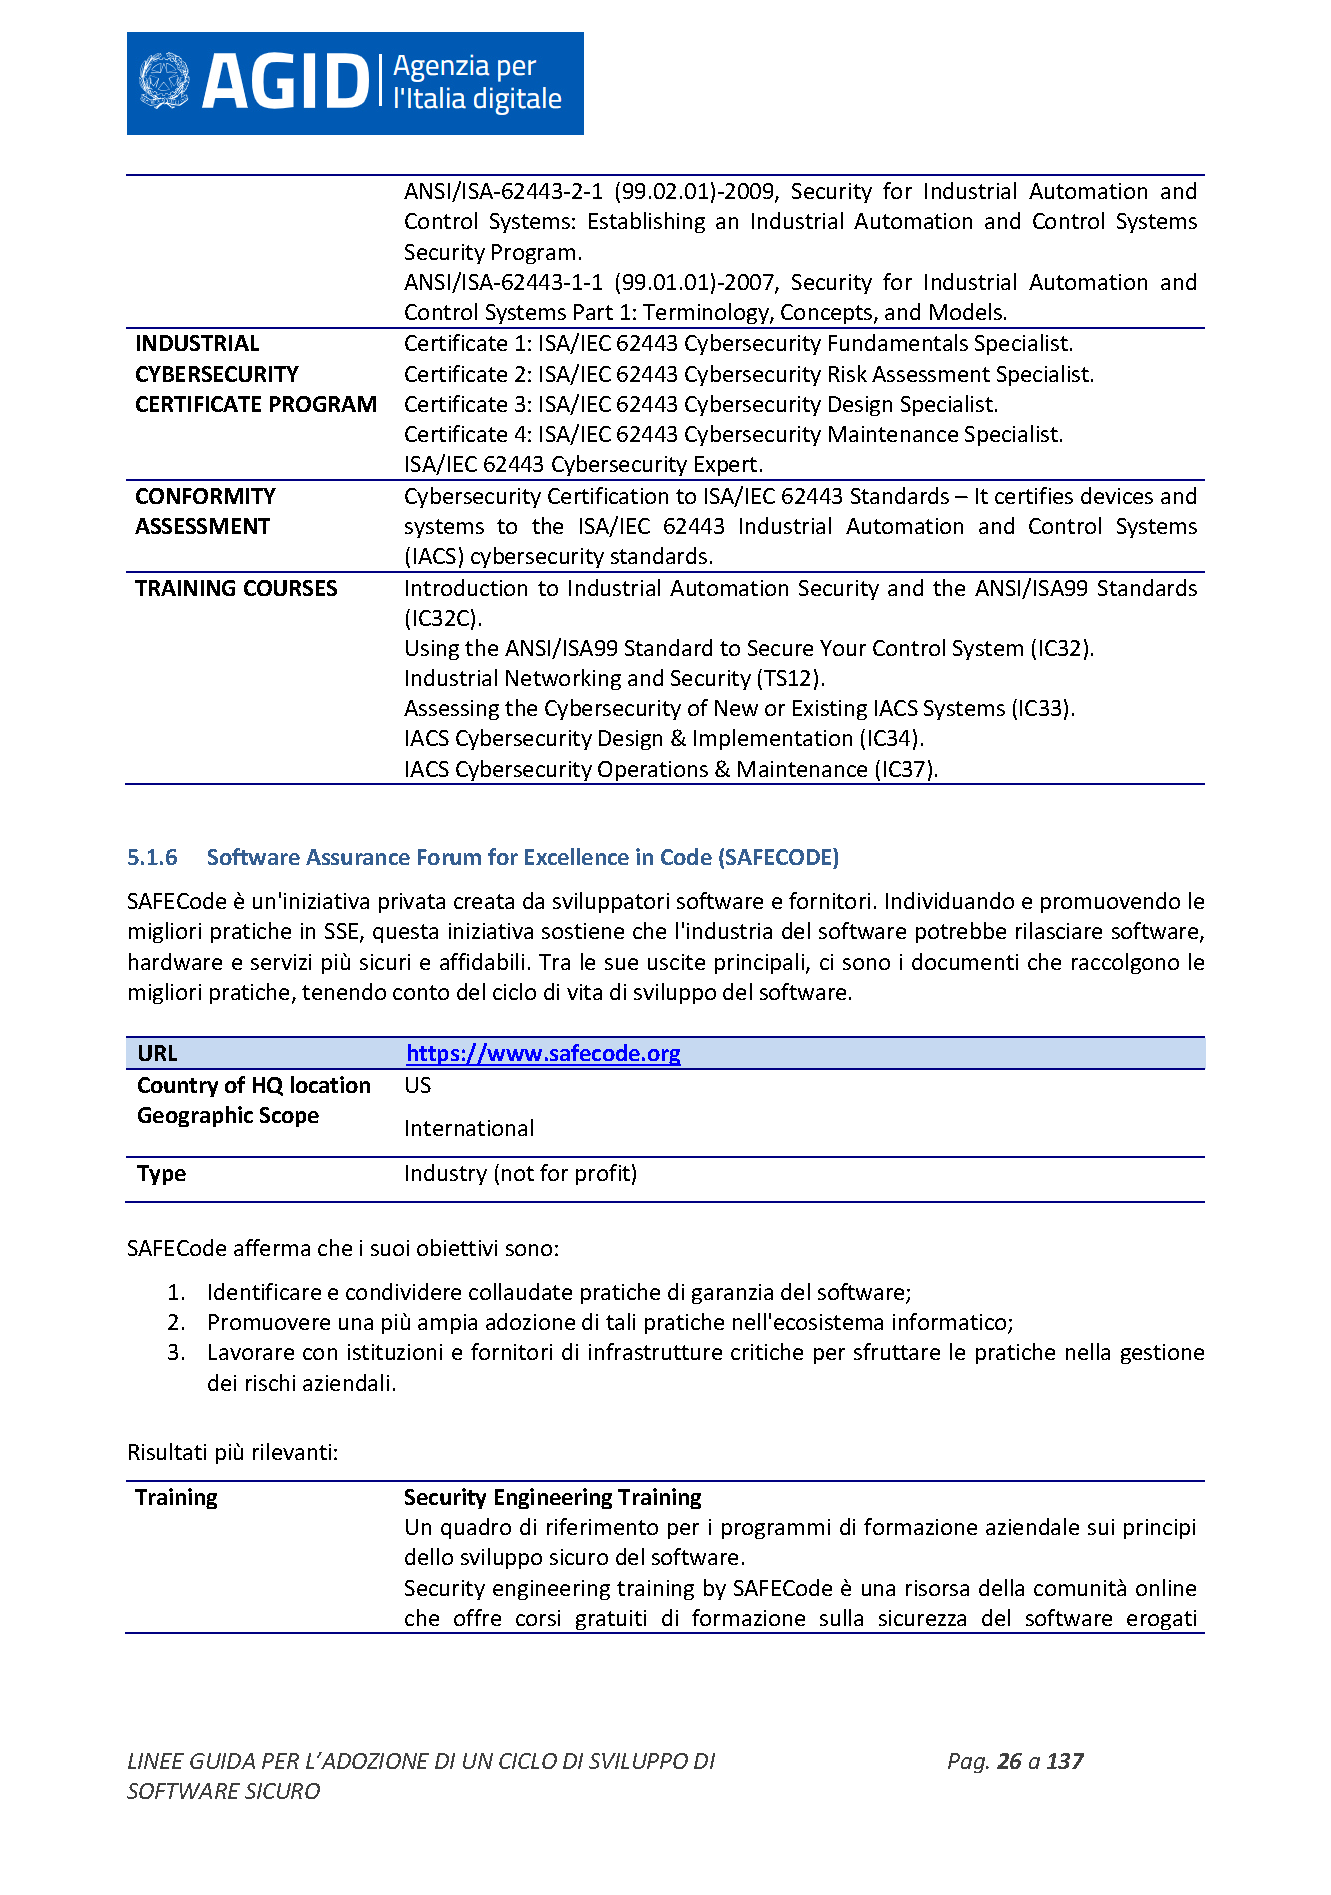 AGID Agenzia per
l'Italia digitale
ANSI/ISA-62443-2-1 (99.02.01)-2009, Security for Industrial Automation and
Control Systems: Establishing an Industrial Automation and Control Systems
Security Program.
ANSI/ISA-62443-1-1 (99.01.01)-2007, Security for Industrial Automation and
Control Systems Part 1: Terminology, Concepts, and Models.
INDUSTRIAL
CYBERSECURITY
CERTIFICATE PROGRAM
Certificate 1: ISA/IEC 62443 Cybersecurity Fundamentals Specialist.
Certificate 2: ISA/IEC 62443 Cybersecurity Risk Assessment Specialist.
Certificate 3: ISA/IEC 62443 Cybersecurity Design Specialist.
Certificate 4: ISA/IEC 62443 Cybersecurity Maintenance Specialist.
ISA/IEC 62443 Cybersecurity Expert.
CONFORMITY
ASSESSMENT
Cybersecurity Certification to ISA/IEC 62443 Standards – It certifies devices and
systems to the ISA/IEC 62443 Industrial Automation and Control Systems
(IACS) cybersecurity standards.
TRAINING COURSES
Introduction to Industrial Automation Security and the ANSI/ISA99 Standards
(IC32C).
Using the ANSI/ISA99 Standard to Secure Your Control System (IC32).
Industrial Networking and Security (TS12).
Assessing the Cybersecurity of New or Existing IACS Systems (IC33).
IACS Cybersecurity Design & Implementation (IC34).
IACS Cybersecurity Operations & Maintenance (IC37).
5.1.6 Software Assurance Forum for Excellence in Code (SAFECODE)
SAFECode è un'iniziativa privata creata da sviluppatori software e fornitori. Individuando e promuovendo le
migliori pratiche in SSE, questa iniziativa sostiene che l'industria del software potrebbe rilasciare software,
hardware e servizi più sicuri e affidabili. Tra le sue uscite principali, ci sono i documenti che raccolgono le
migliori pratiche, tenendo conto del ciclo di vita di sviluppo del software.
URL https://www.safecode.org
Country of HQ location US
Geographic Scope
International
Type Industry (not for profit)
SAFECode afferma che i suoi obiettivi sono:
1. Identificare e condividere collaudate pratiche di garanzia del software;
2. Promuovere una più ampia adozione di tali pratiche nell'ecosistema informatico;
3. Lavorare con istituzioni e fornitori di infrastrutture critiche per sfruttare le pratiche nella gestione
dei rischi aziendali.
Risultati più rilevanti:
Training Security Engineering Training
Un quadro di riferimento per i programmi di formazione aziendale sui principi
dello sviluppo sicuro del software.
Security engineering training by SAFECode è una risorsa della comunità online
che offre corsi gratuiti di formazione sulla sicurezza del software erogati
LINEE GUIDA PER L’ADOZIONE DI UN CICLO DI SVILUPPO DI Pag. 26 a 137
SOFTWARE SICURO